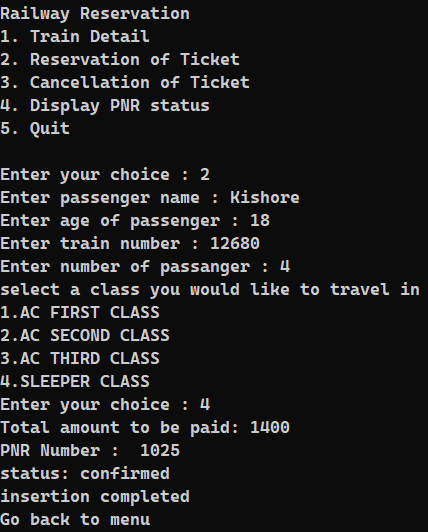 Railway Reservation
1. Train Detail
2. Reservation of Ticket
3. Cancellation of Ticket
4. Display PNR status
5. Quit
Enter your choice : 2
Enter passenger name : Kishore
Enter age of passenger : 18
Enter train number : 12680
Enter number of passanger : 4
select a class you would like to travel in
1.AC FIRST CLASS
2.AC SECOND CLASS
3.AC THIRD CLASS
4.SLEEPER CLASS
Enter your choice : 4
Total amount to be paid: 1400
PNR Number :  1025
status: confirmed
insertion completed
Go back to menu